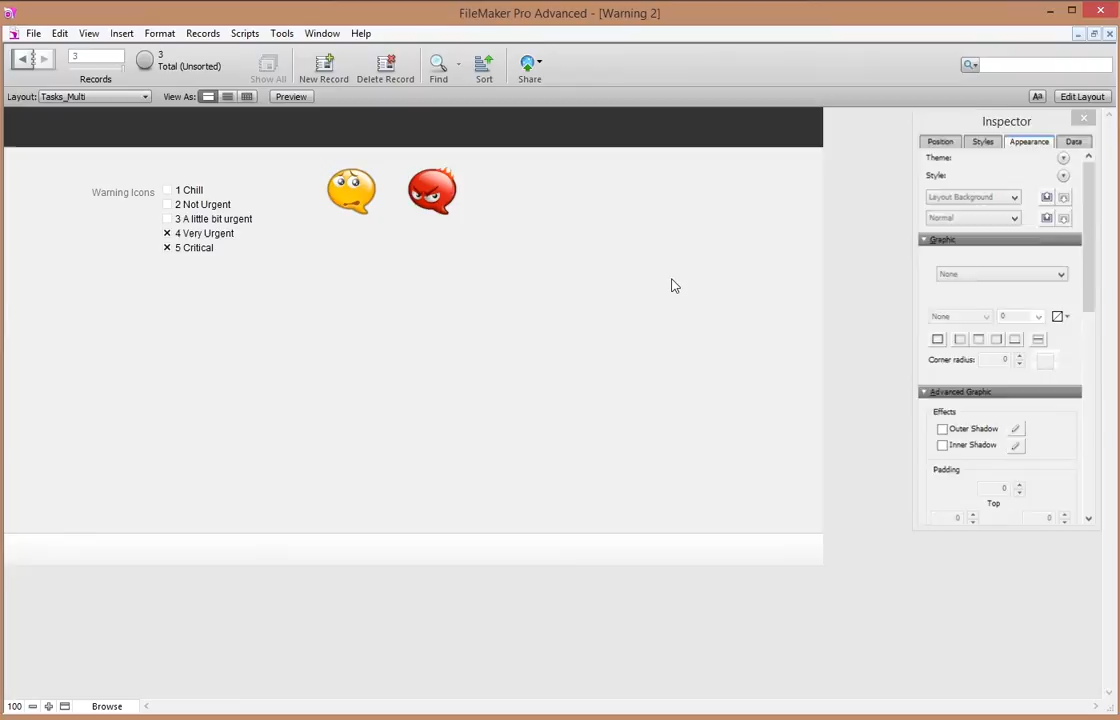 FileMaker Pro Advanced - [Warning 2]
File Edit View Insert Format Records Scripts Tools Window Help
3
3
Total (Unsorted)
Records
Show All
New Record
Delete Record
Find
Sort
Share
Layout: Tasks_Multi
View As:
Preview
Aa
Edit Layout
Inspector
Position Styles Appearance Data
Theme:
Style:
Layout Background
Normal
Graphic
None
None 0
Corner radius: 0
Advanced Graphic
Effects
Outer Shadow
Inner Shadow
Padding
0
Top
0 0
Warning Icons
1 Chill
2 Not Urgent
3 A little bit urgent
4 Very Urgent
5 Critical
100
Browse